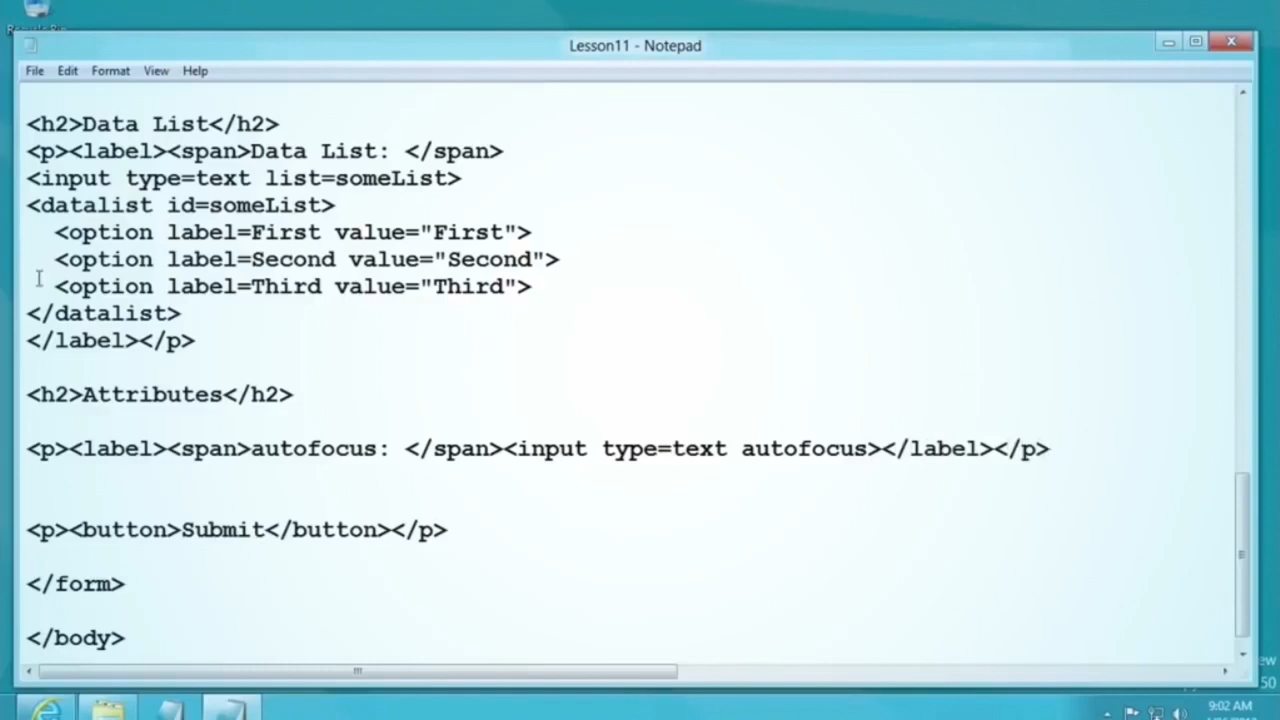 Lesson11 - Notepad
File Edit Format View Help
<h2>Data List</h2>
<p><label><span>Data List: </span>
<input type=text list=someList>
<datalist id=someList>
  <option label=First value="First">
  <option label=Second value="Second">
  <option label=Third value="Third">
</datalist>
</label></p>
<h2>Attributes</h2>
<p><label><span>autofocus: </span><input type=text autofocus></label></p>
<p><button>Submit</button></p>
</form>
</body>
50
9:02 AM